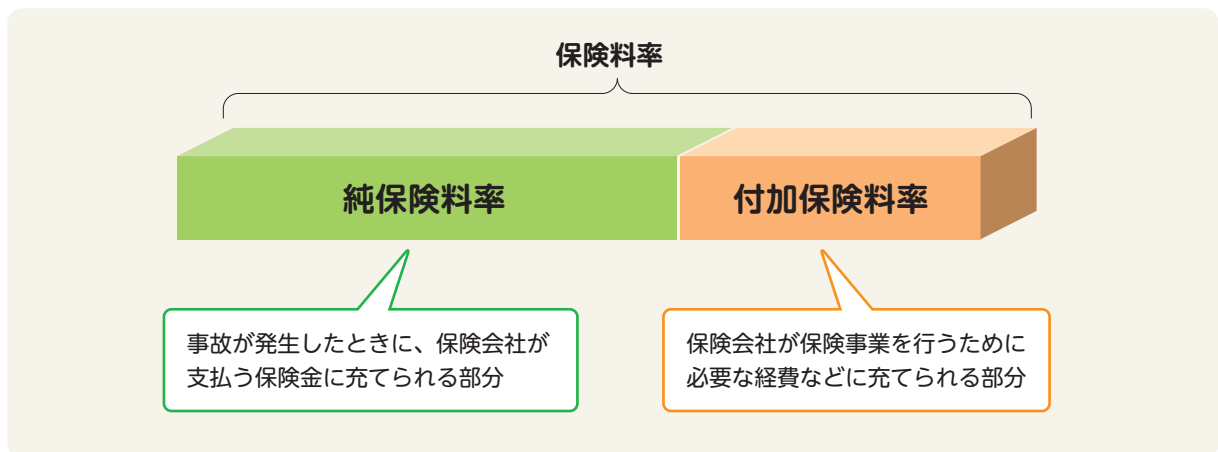 保険料率
純保険料率
付加保険料率
事故が発生したときに、保険会社が
支払う保険金に充てられる部分
保険会社が保険事業を行うために
必要な経費などに充てられる部分